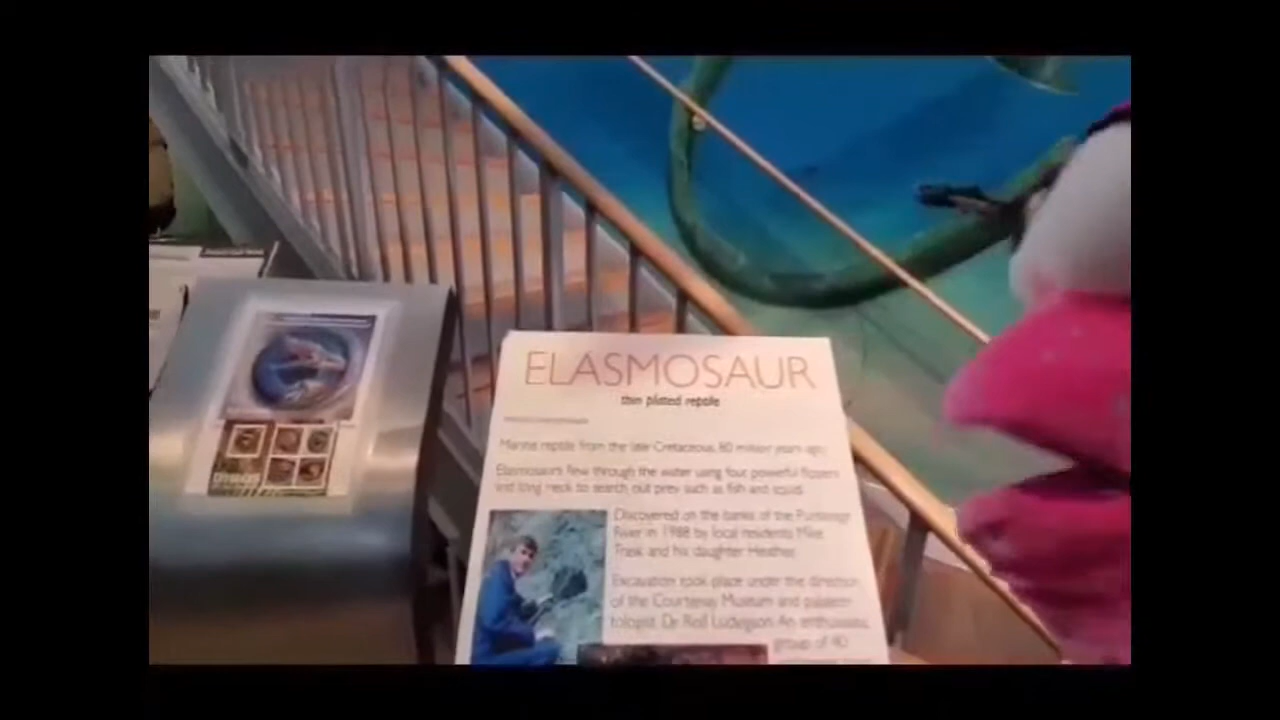 ELASMOSAUR
thin plated reptile
Marine reptile from the late Cretaceous, 80 million years ago.
Elasmosaurs flew through the water using four powerful flippers
and long neck to search out prey such as fish and squid.
Discovered on the banks of the Puntledge
River in 1988 by local residents Mike
Trask and his daughter Heather.
Excavation took place under the direction
of the Courtenay Museum and palaeon-
tologist, Dr. Rolf Ludvigsen. An enthusiastic
group of 40